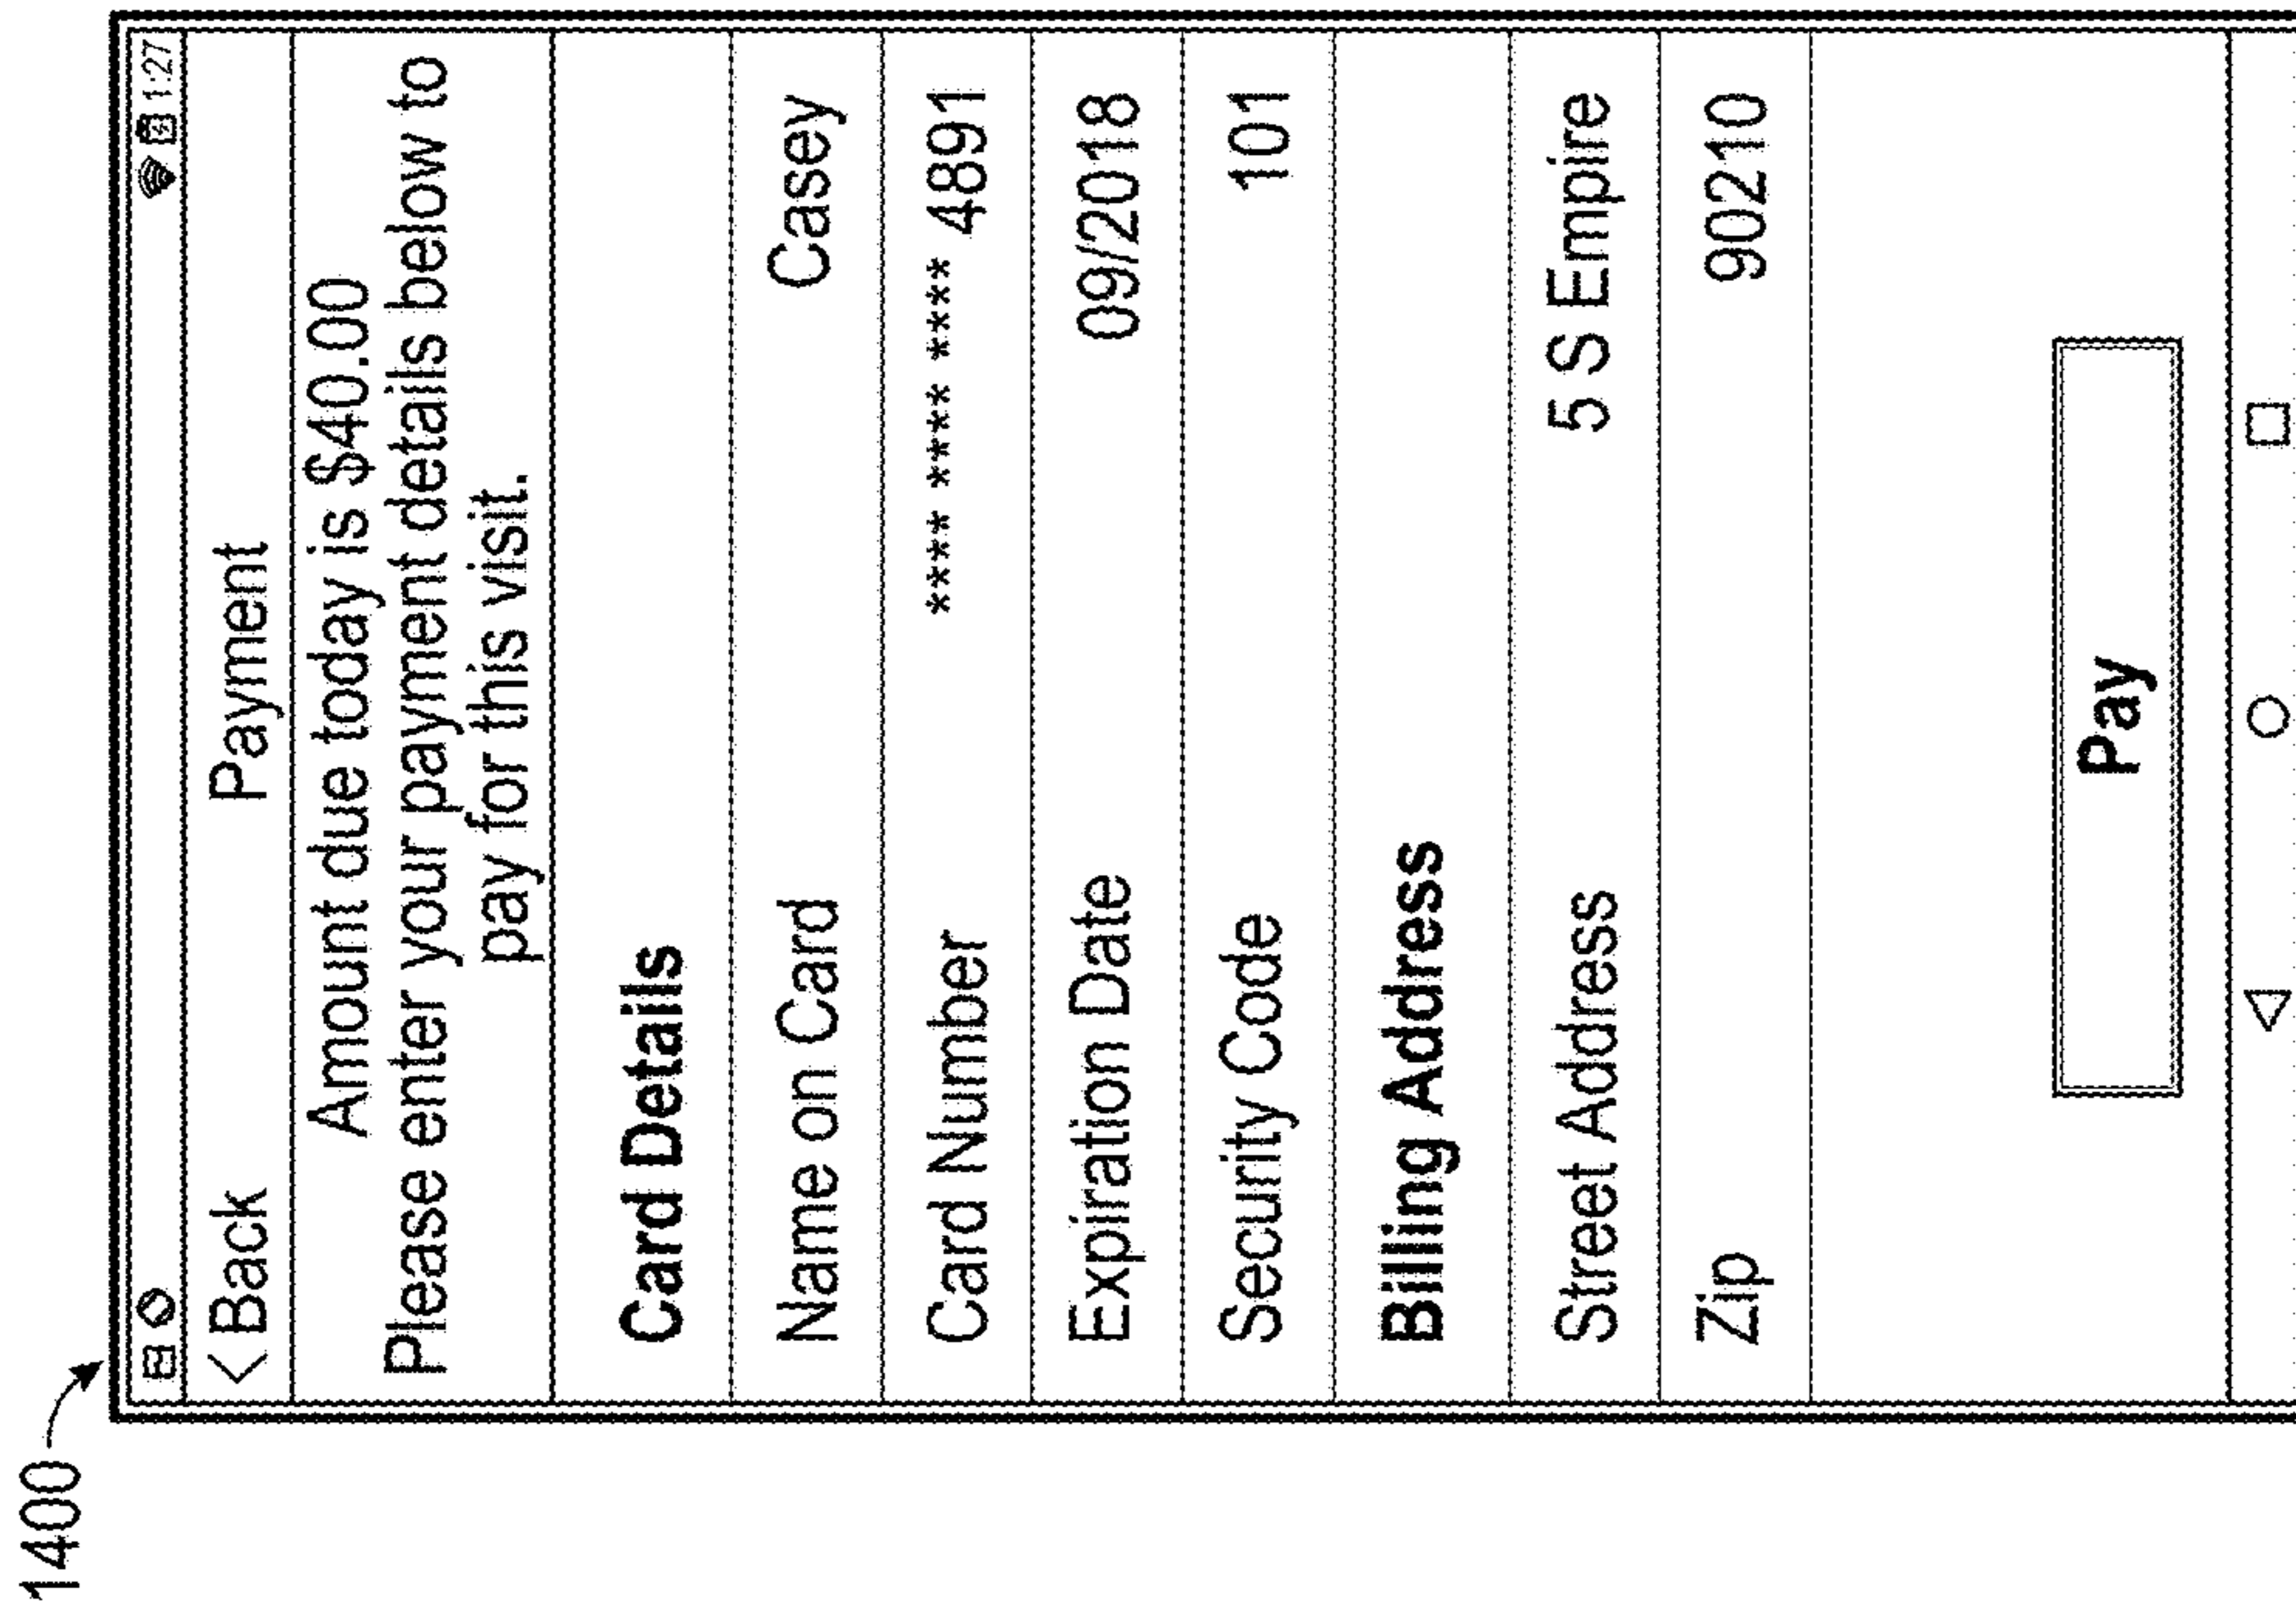 1400
1:27
< Back Payment
Amount due today is $40.00
Please enter your payment details below to
pay for this visit.
Card Details
Name on Card Casey
Card Number **** **** **** 4891
Expiration Date 09/2018
Security Code 101
Billing Address
Street Address 5 S Empire
Zip 90210
Pay